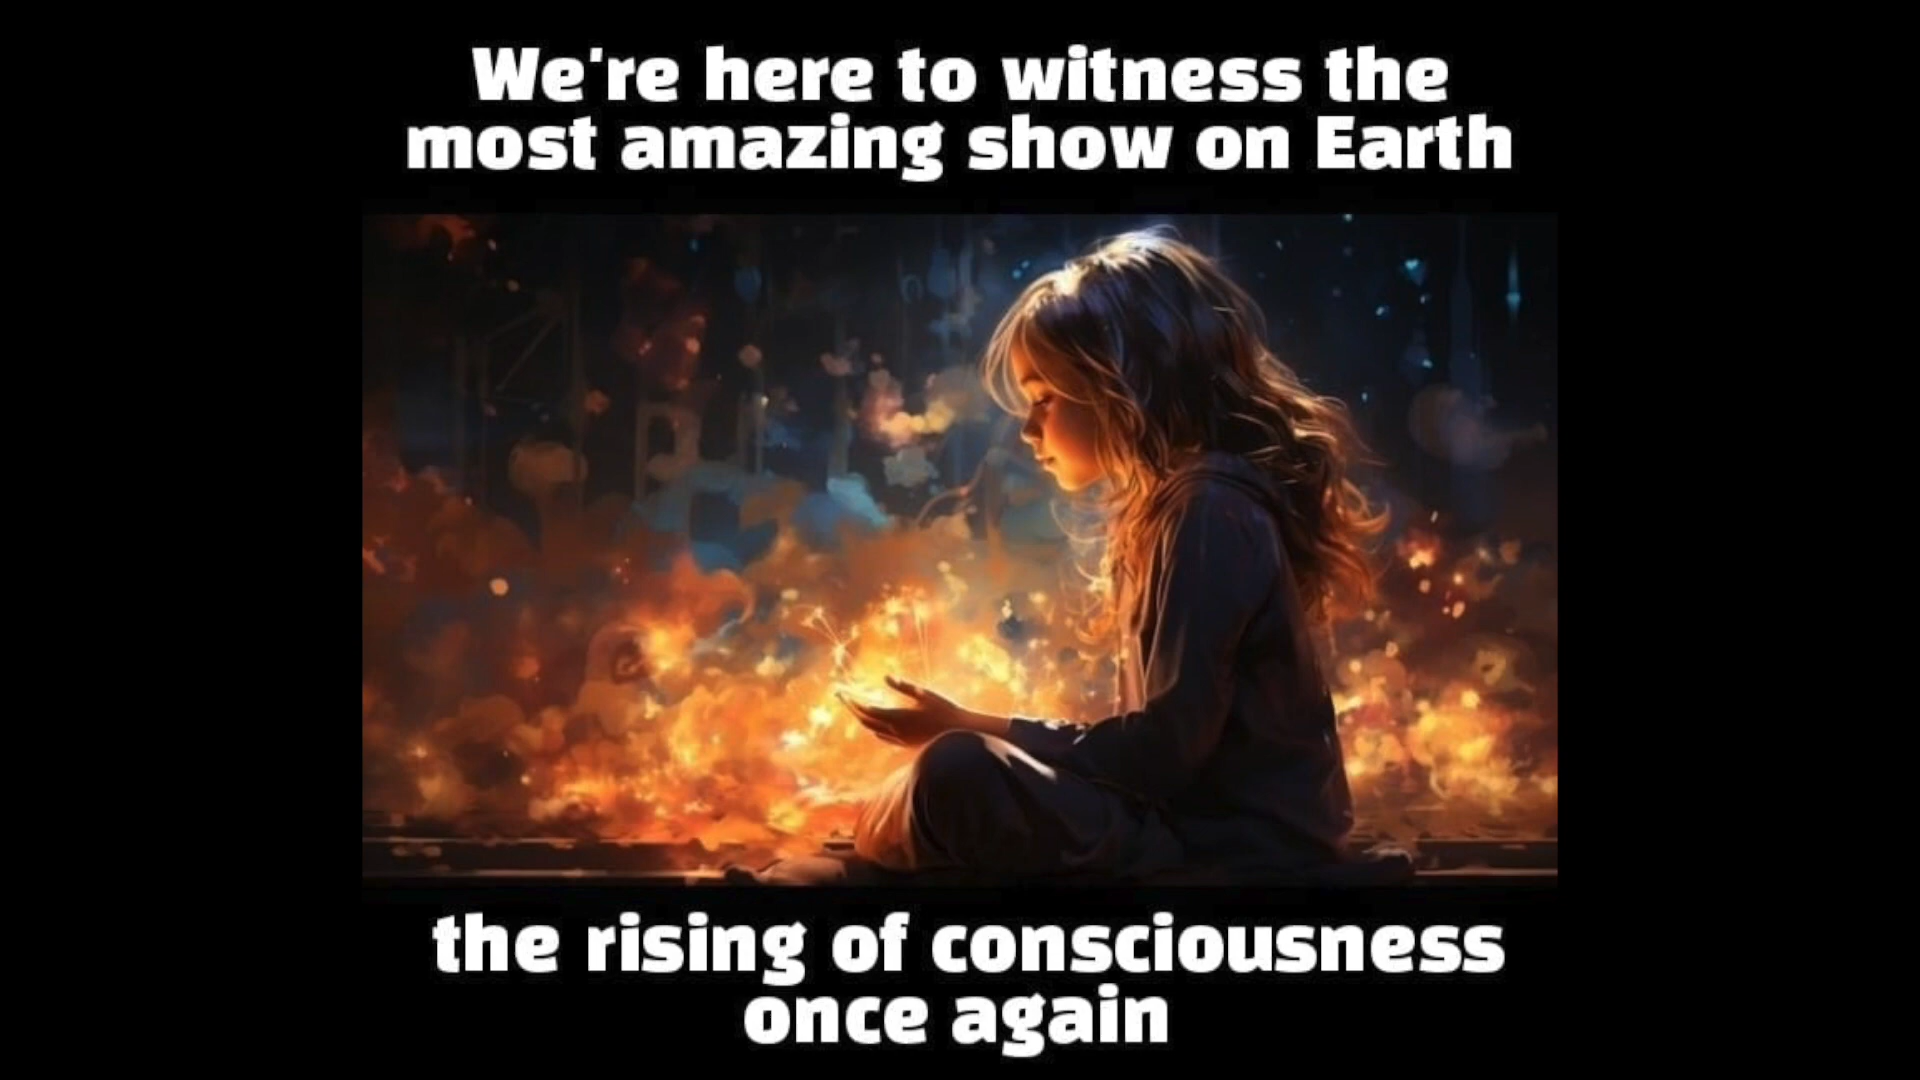 We're here to witness the
most amazing show on Earth
the rising of consciousness
once again